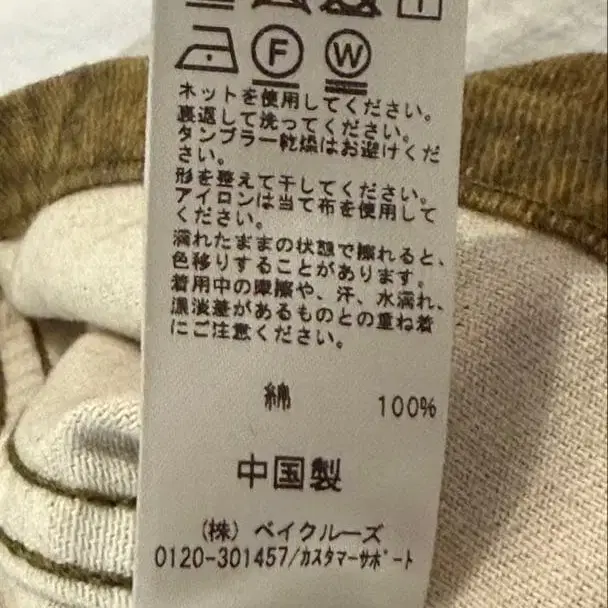 F W
ネットを使用してください。
裏返して洗ってください。
タンブラー乾燥はお避けくだ
さい。
形を整えて干してください。
アイロンは当て布を使用して
ください。
濡れたままの状態で擦れると、
色移りすることがあります。
着用中の摩擦や、汗、水濡れ、
濃淡差があるものとの重ね着
にご注意ください。
綿 100%
中国製
(株) ベイクルーズ
0120-301457/カスタマーサポート